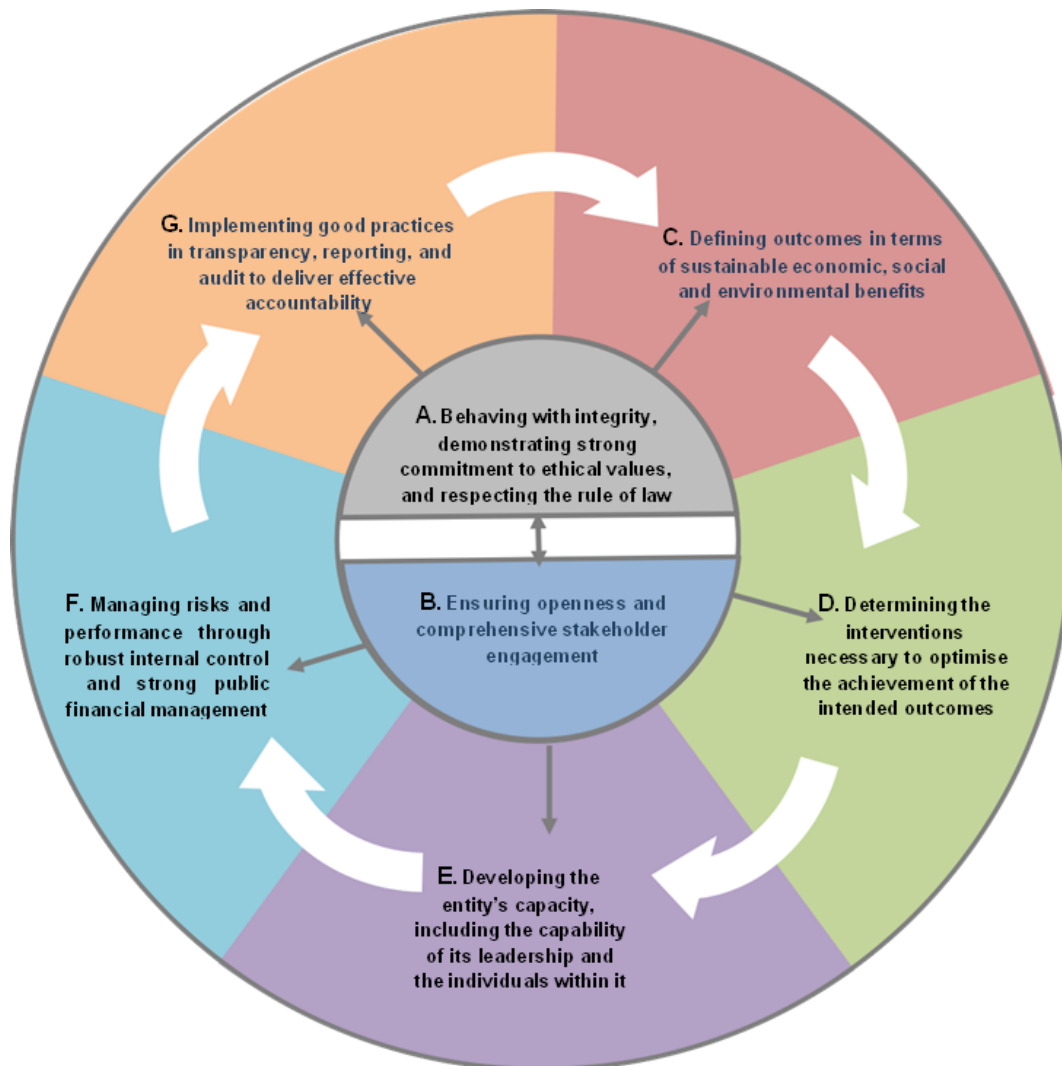 G. Implementing good practices
in transparency, reporting, and
audit to deliver effective
accountability
C. Defining outcomes in terms
of sustainable economic, social
and environmental benefits
A. Behaving with integrity,
demonstrating strong
commitment to ethical values,
and respecting the rule of law
B. Ensuring openness and
comprehensive stakeholder
engagement
D. Determining the
interventions
necessary to optimise
the achievement of the
intended outcomes
E. Developing the
entity's capacity,
including the capability
of its leadership and
the individuals within it
F. Managing risks and
performance through
robust internal control
and strong public
financial management